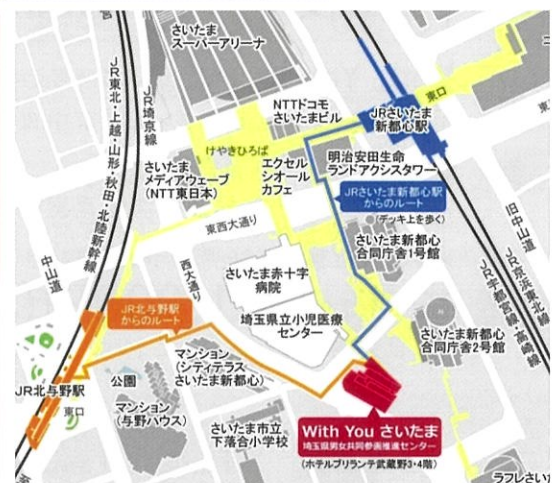 さいたま
スーパーアリーナ
JR東北・上越・山形・秋田・北陸新幹線
JR埼京線
NTTドコモ
さいたまビル
JRさいたま
新都心駅
東口
けやきひろば
さいたま
メディアウェーブ
(NTT東日本)
エクセル
シオール
カフェ
明治安田生命
ランドアクシスタワー
JRさいたま新都心駅
からのルート
(デッキ上を歩く)
東西大通り
中山道
西大通り
さいたま新都心
合同庁舎1号館
旧中山道
JR京浜東北線
JR宇都宮線・高崎線
さいたま赤十字
病院
埼玉県立小児医療
センター
JR北与野駅
からのルート
さいたま新都心
合同庁舎2号館
マンション
(シティテラス
さいたま新都心)
JR北与野駅
東口
公園
マンション
(与野ハウス)
さいたま市立
下落合小学校
With You さいたま
埼玉県男女共同参画推進センター
(ホテルブリランテ武蔵野3・4階)
ラフレさいた